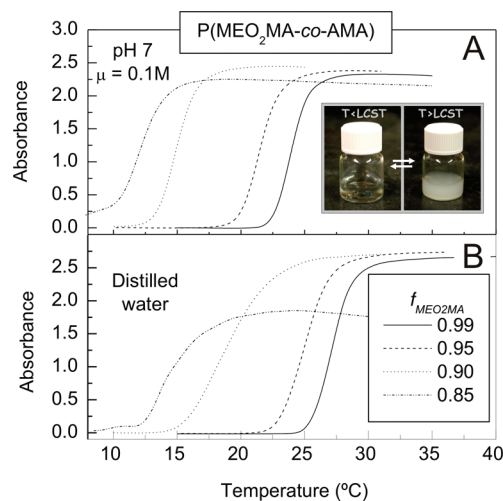 P(MEO₂MA-co-AMA)
3.0
2.5
2.0
1.5
1.0
0.5
0.0
Absorbance
pH 7
μ = 0.1M
A
T<LCST
T>LCST
2.5
2.0
1.5
1.0
0.5
0.0
Absorbance
Distilled
water
B
fMEO2MA
0.99
0.95
0.90
0.85
10 15 20 25 30 35 40
Temperature (ºC)